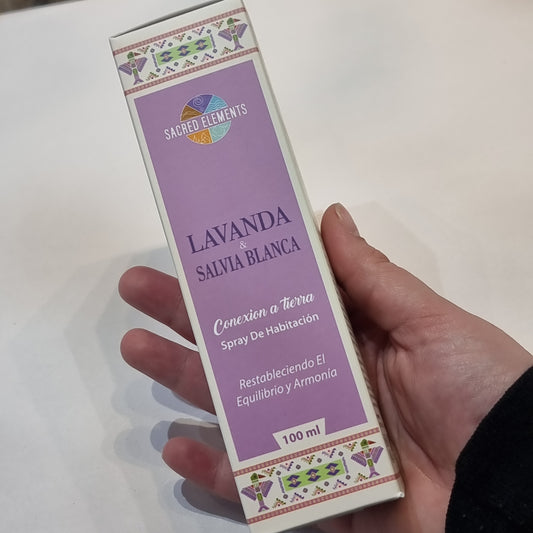 SACRED ELEMENTS
LAVANDA
&
SALVIA BLANCA
Conexion a tierra
Spray De Habitación
Restableciendo El
Equilibrio y Armonía
100 ml